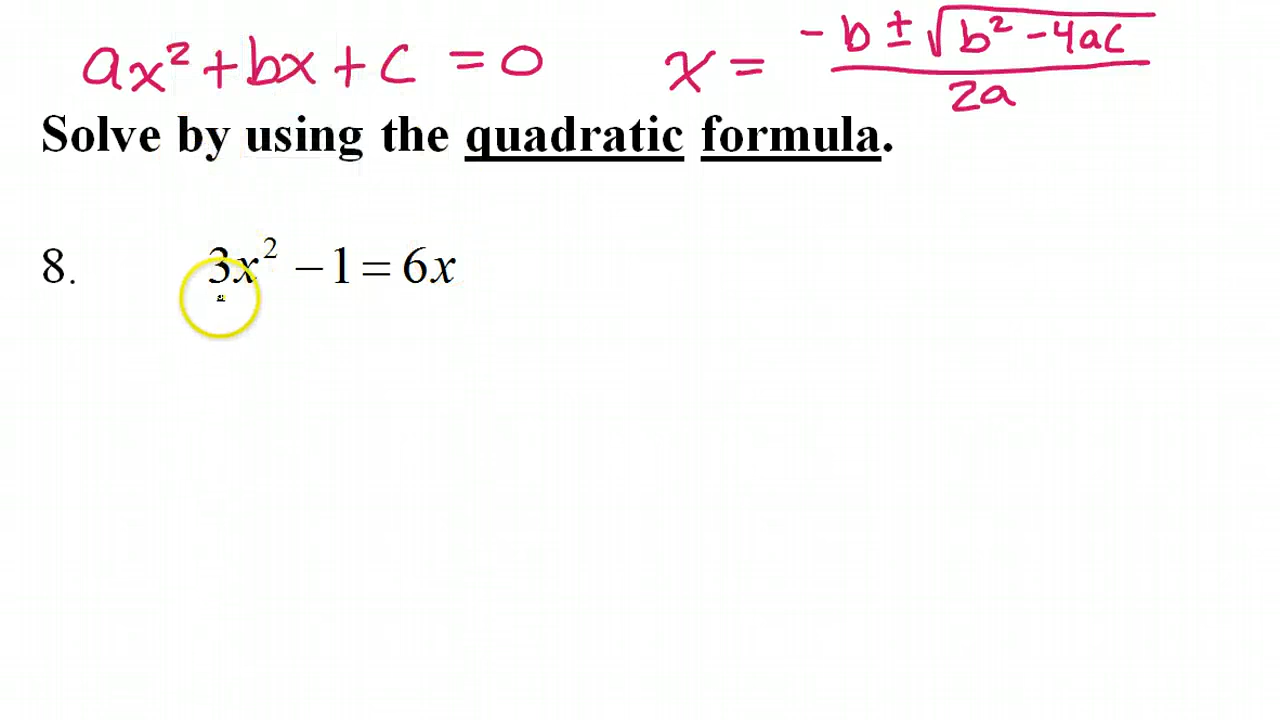 ax² + bx + c = 0    x = (-b ± √(b² - 4ac))/(2a)
Solve by using the quadratic formula.
8. 3x² − 1 = 6x